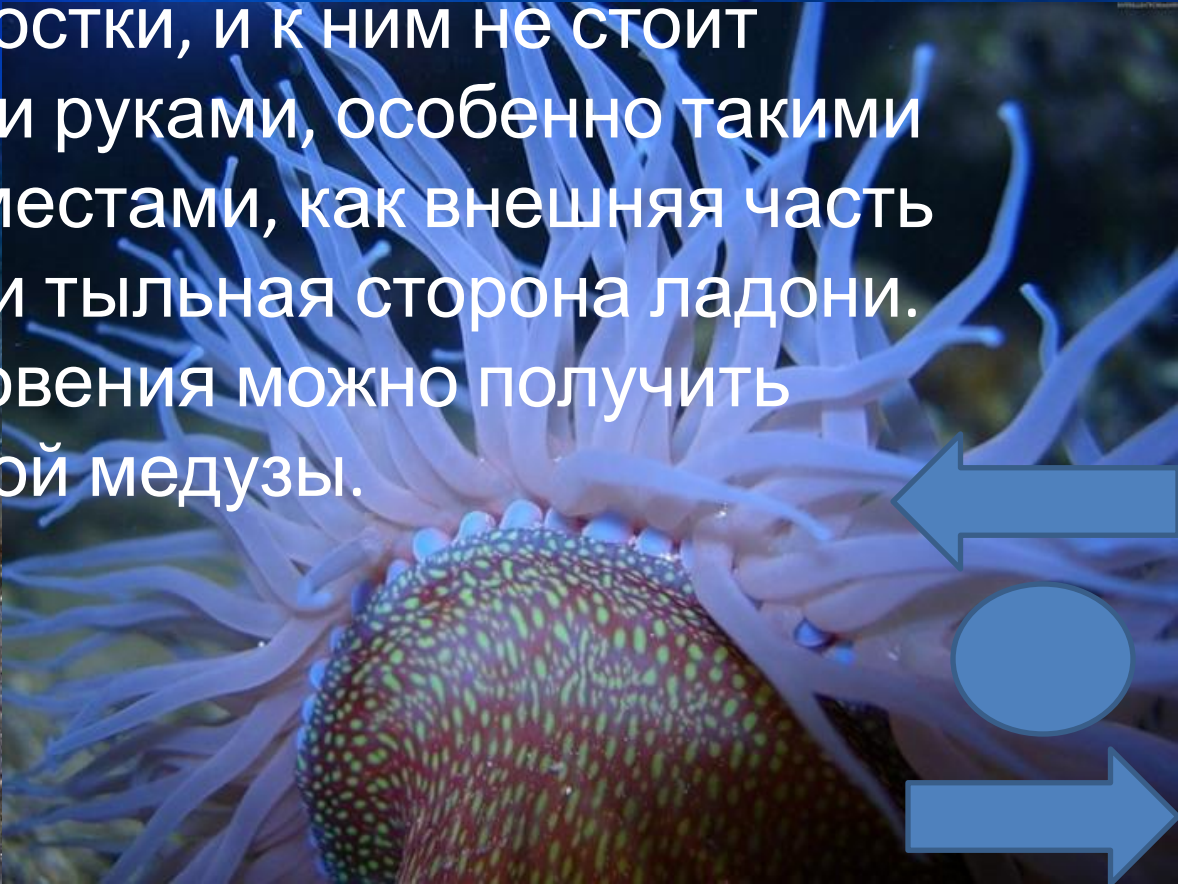 остки, и к ним не стоит
и руками, особенно такими
местами, как внешняя часть
и тыльная сторона ладони.
овения можно получить
ой медузы.